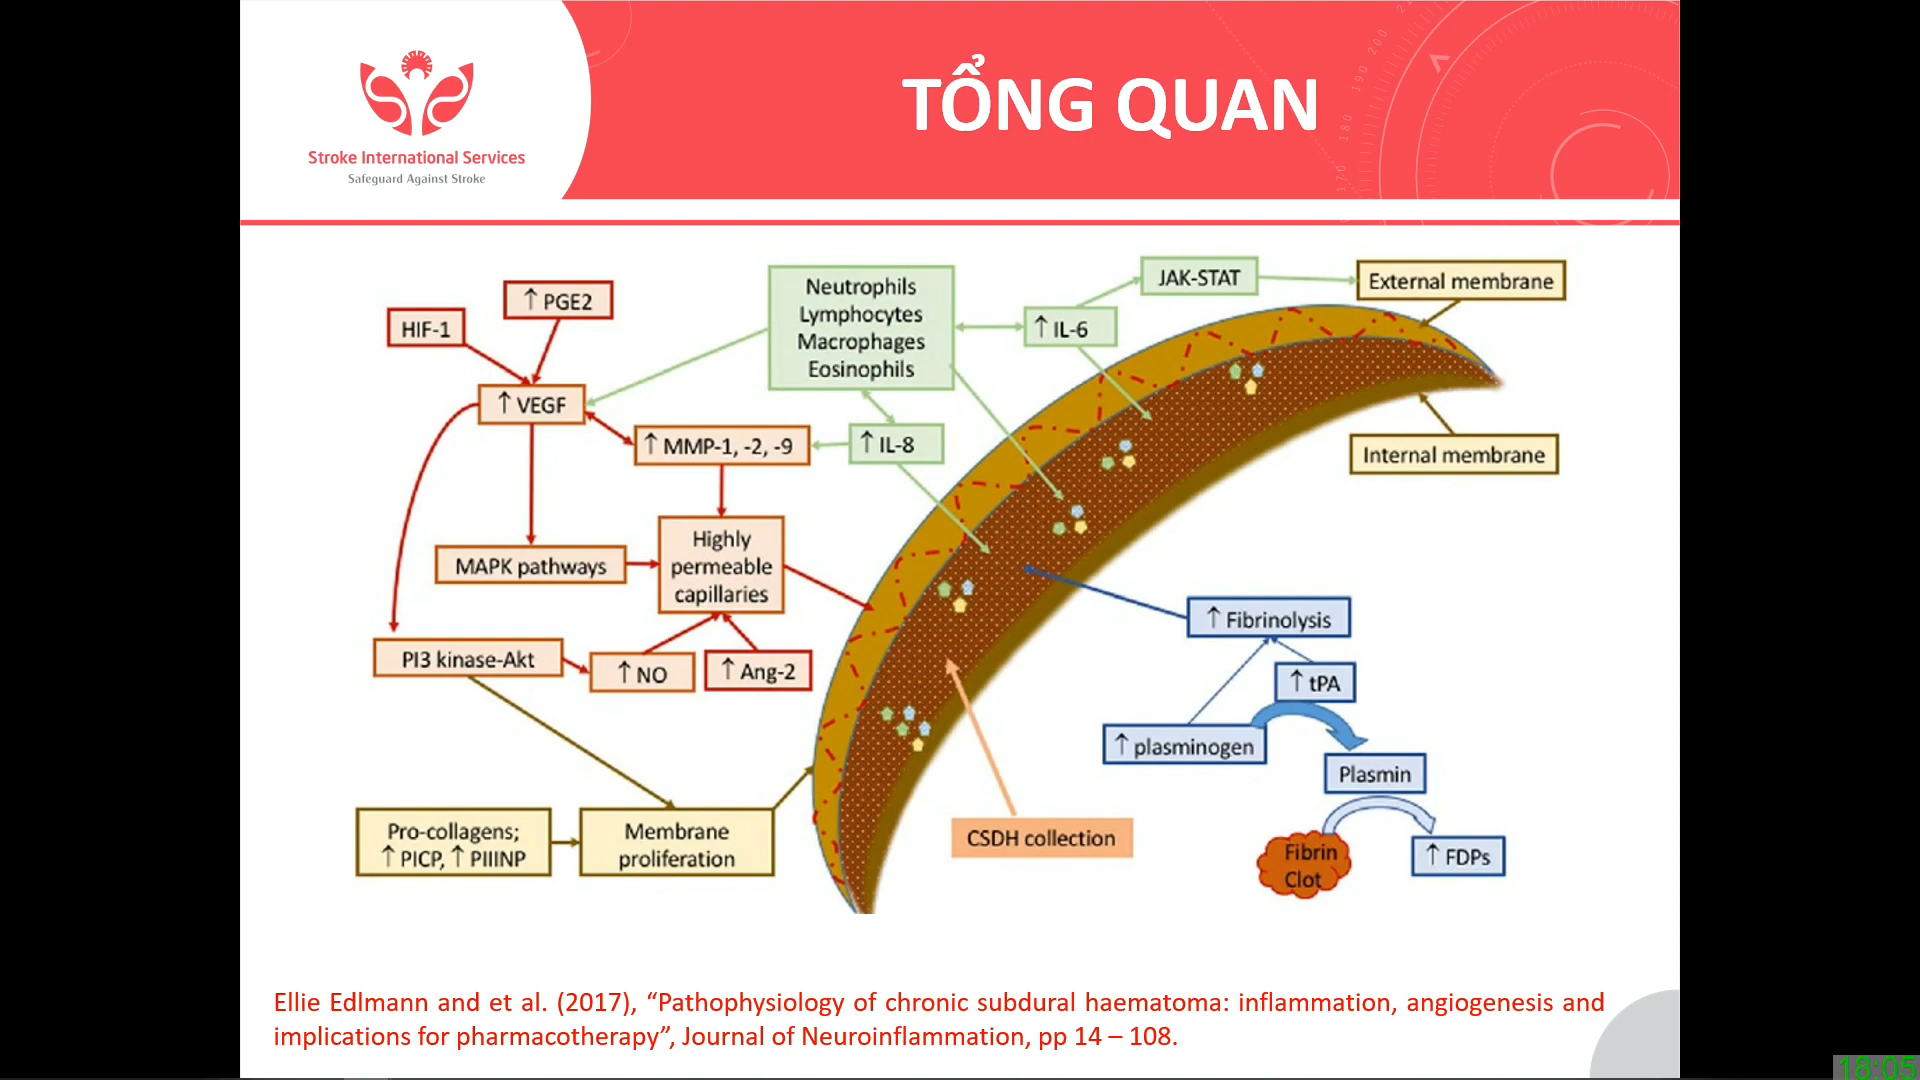 TỔNG QUAN
Stroke International Services
Safeguard Against Stroke
170 180 190 200
HIF-1
↑ PGE2
↑ VEGF
Neutrophils
Lymphocytes
Macrophages
Eosinophils
↑ IL-6
JAK-STAT
External membrane
↑ MMP-1, -2, -9
↑ IL-8
Internal membrane
MAPK pathways
Highly
permeable
capillaries
PI3 kinase-Akt
↑ NO
↑ Ang-2
↑ Fibrinolysis
↑ tPA
↑ plasminogen
Plasmin
Pro-collagens;
↑ PICP, ↑ PIIINP
Membrane
proliferation
CSDH collection
Fibrin
Clot
↑ FDPs
Ellie Edlmann and et al. (2017), “Pathophysiology of chronic subdural haematoma: inflammation, angiogenesis and
implications for pharmacotherapy”, Journal of Neuroinflammation, pp 14 – 108.
18:05